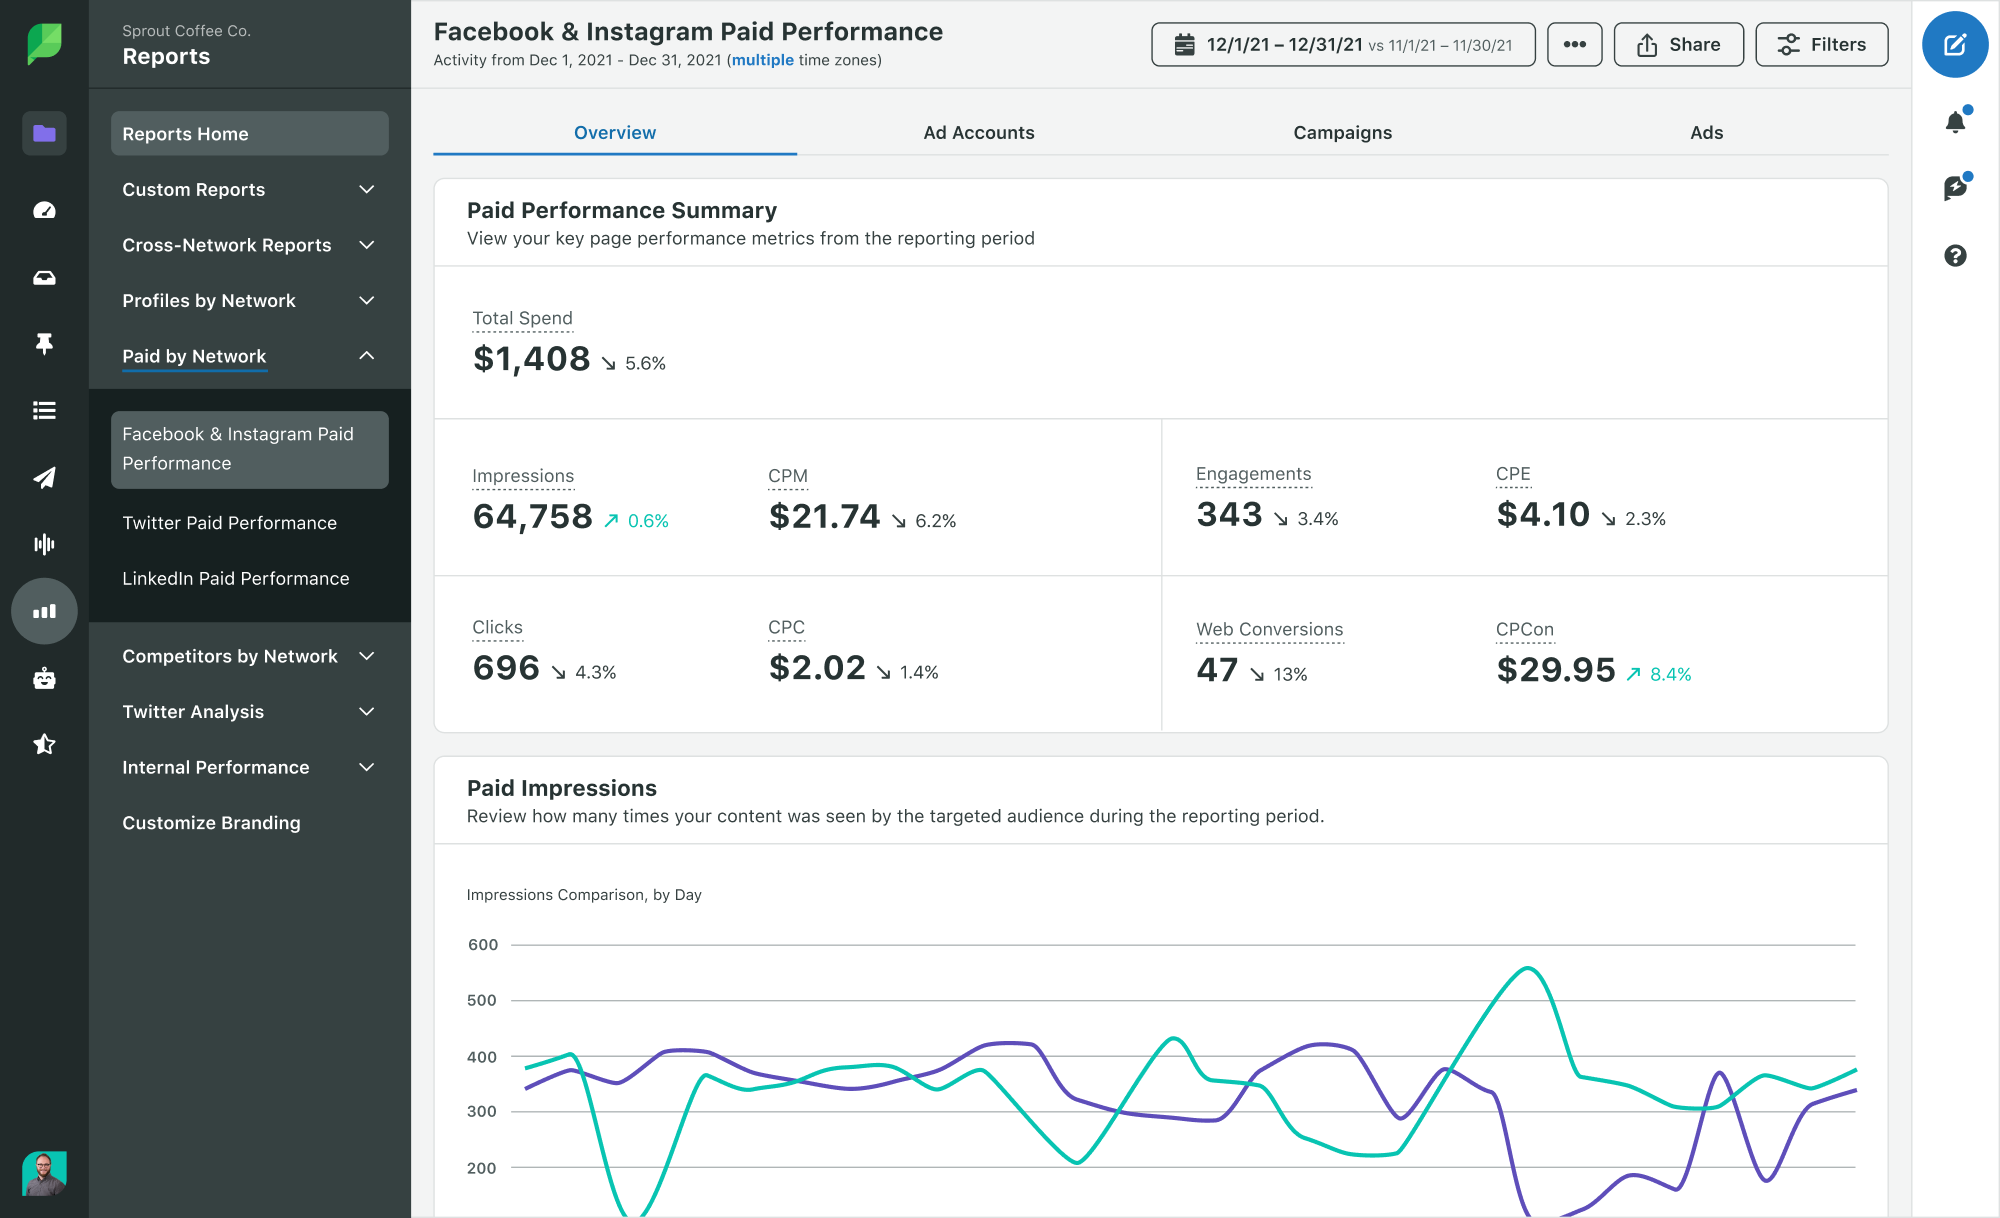 Sprout Coffee Co.
Reports
Reports Home
Custom Reports
Cross-Network Reports
Profiles by Network
Paid by Network
Facebook & Instagram Paid
Performance
Twitter Paid Performance
LinkedIn Paid Performance
Competitors by Network
Twitter Analysis
Internal Performance
Customize Branding
Facebook & Instagram Paid Performance
Activity from Dec 1, 2021 - Dec 31, 2021 (multiple time zones)
12/1/21 – 12/31/21 vs 11/1/21 – 11/30/21
Share
Filters
Overview
Ad Accounts
Campaigns
Ads
Paid Performance Summary
View your key page performance metrics from the reporting period
Total Spend
$1,408 ↘ 5.6%
Impressions
64,758 ↗ 0.6%
CPM
$21.74 ↘ 6.2%
Engagements
343 ↘ 3.4%
CPE
$4.10 ↘ 2.3%
Clicks
696 ↘ 4.3%
CPC
$2.02 ↘ 1.4%
Web Conversions
47 ↘ 13%
CPCon
$29.95 ↗ 8.4%
Paid Impressions
Review how many times your content was seen by the targeted audience during the reporting period.
Impressions Comparison, by Day
600
500
400
300
200